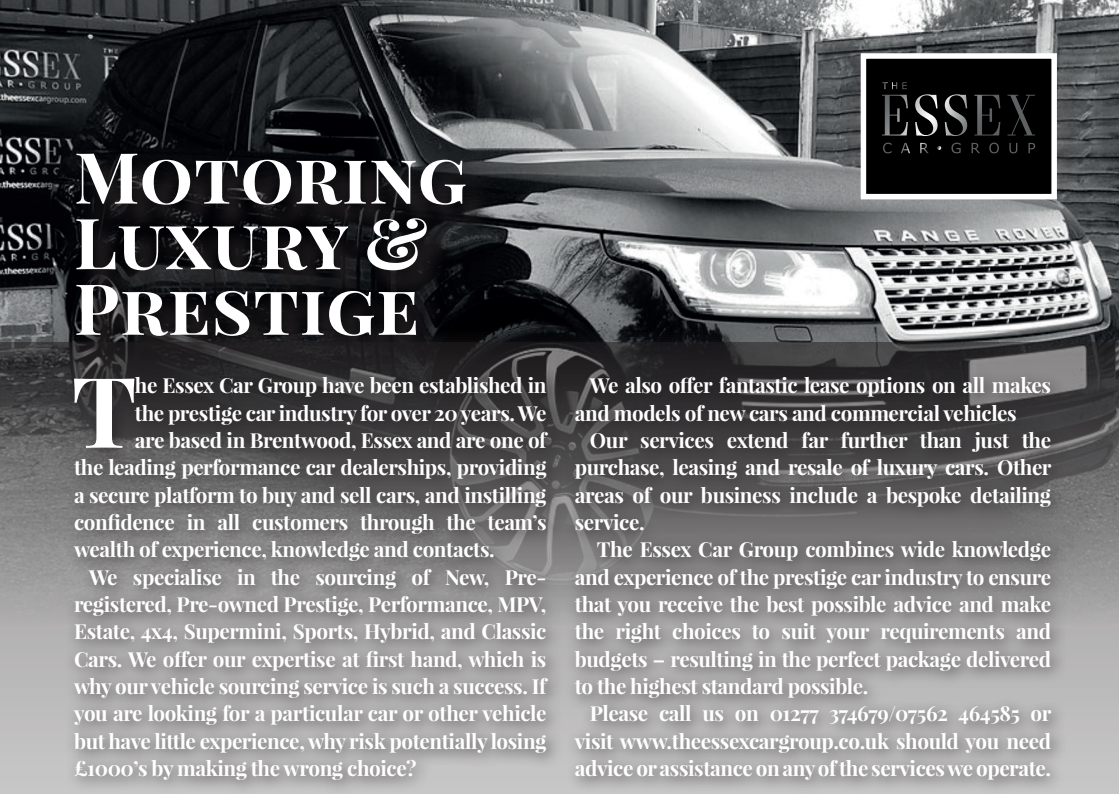 ESSEX
CAR • GROUP
.theessexcargroup.com
THE
ESSEX
CAR • GROUP
RANGE ROVER
MOTORING
LUXURY &
PRESTIGE
The Essex Car Group have been established in
the prestige car industry for over 20 years. We
are based in Brentwood, Essex and are one of
the leading performance car dealerships, providing
a secure platform to buy and sell cars, and instilling
confidence in all customers through the team's
wealth of experience, knowledge and contacts.
We specialise in the sourcing of New, Pre-
registered, Pre-owned Prestige, Performance, MPV,
Estate, 4x4, Supermini, Sports, Hybrid, and Classic
Cars. We offer our expertise at first hand, which is
why our vehicle sourcing service is such a success. If
you are looking for a particular car or other vehicle
but have little experience, why risk potentially losing
£1000's by making the wrong choice?
We also offer fantastic lease options on all makes
and models of new cars and commercial vehicles
Our services extend far further than just the
purchase, leasing and resale of luxury cars. Other
areas of our business include a bespoke detailing
service.
The Essex Car Group combines wide knowledge
and experience of the prestige car industry to ensure
that you receive the best possible advice and make
the right choices to suit your requirements and
budgets – resulting in the perfect package delivered
to the highest standard possible.
Please call us on 01277 374679/07562 464585 or
visit www.theessexcargroup.co.uk should you need
advice or assistance on any of the services we operate.